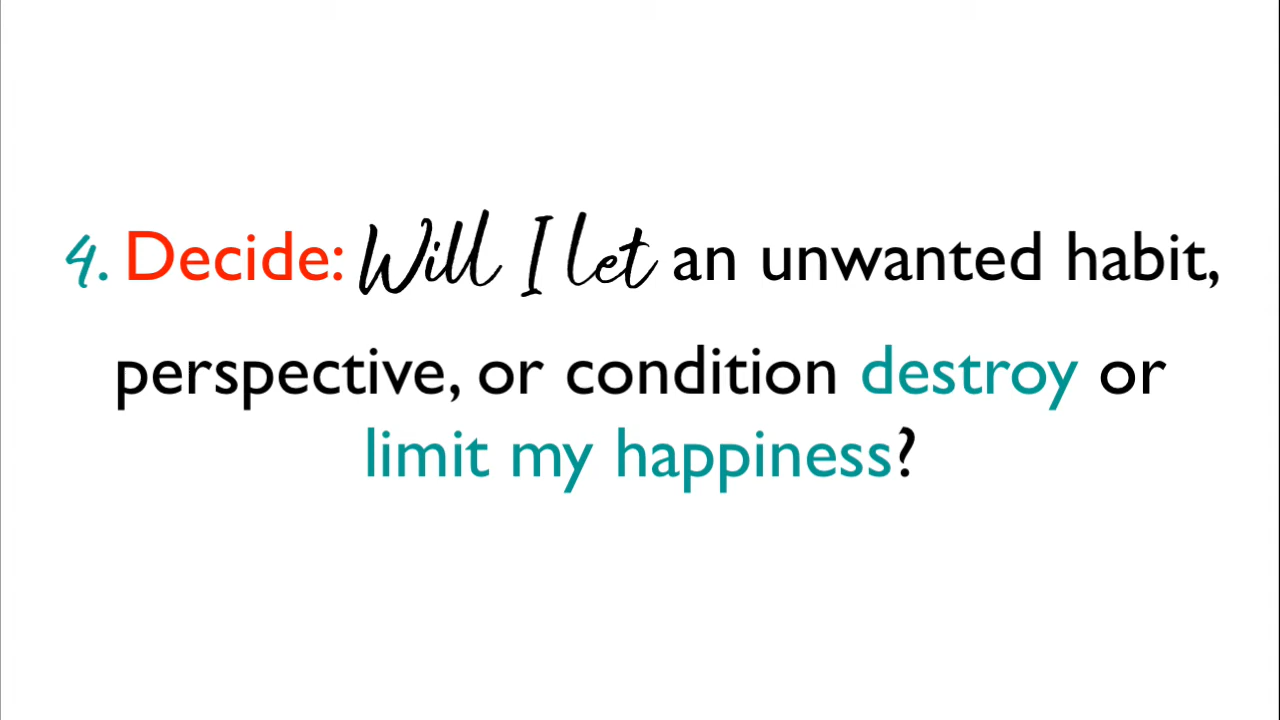 4. Decide: Will I let an unwanted habit,
perspective, or condition destroy or
limit my happiness?